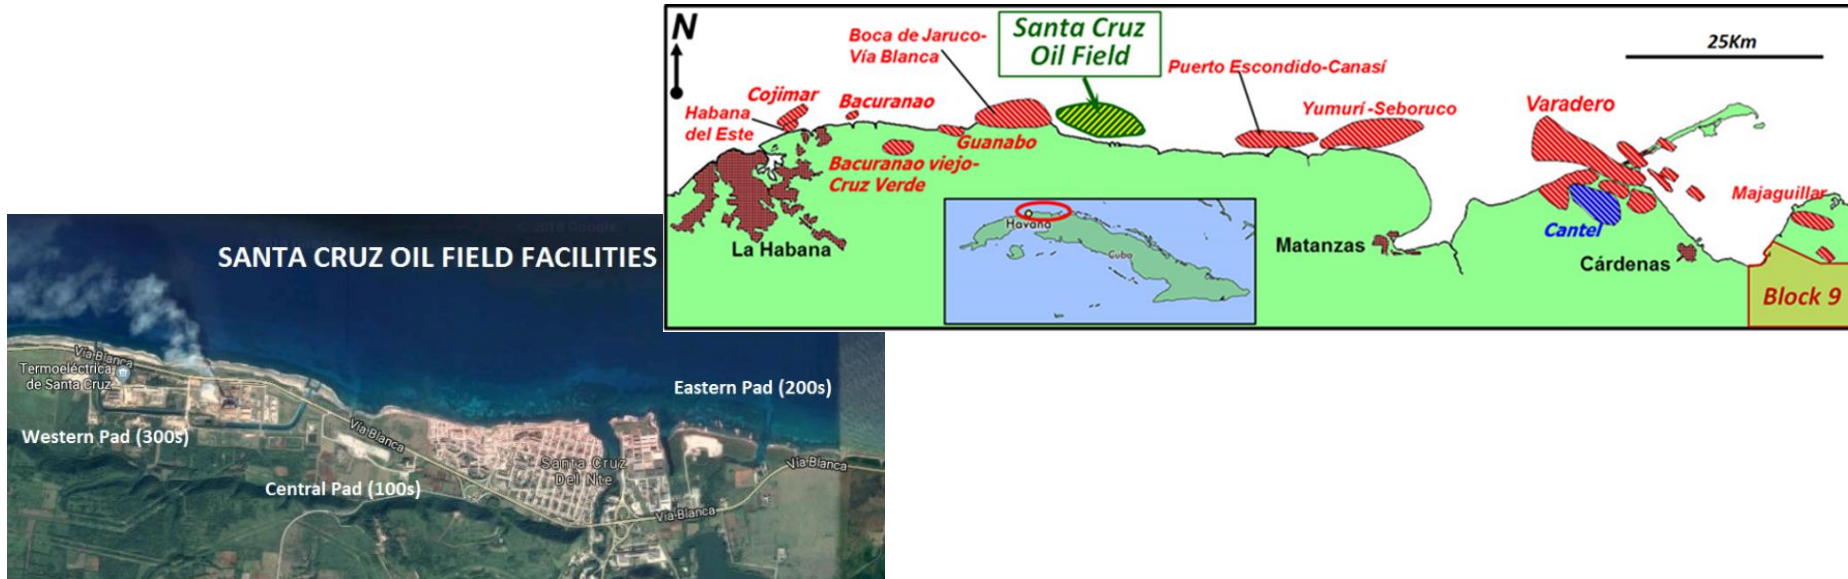 N
Boca de Jaruco-
Vía Blanca
Santa Cruz
Oil Field
25Km
Puerto Escondido-Canasí
Cojimar
Bacuranao
Yumurí -Seboruco
Varadero
Habana
del Este
Guanabo
Bacuranao viejo-
Cruz Verde
Majaguillar
Havana
Cuba
La Habana
Matanzas
Cantel
Cárdenas
Block 9
SANTA CRUZ OIL FIELD FACILITIES
Vía Blanca
Termoeléctrica
de Santa Cruz
Eastern Pad (200s)
Western Pad (300s)
Vía Blanca
Santa Cruz
Del Nte
Vía Blanca
Central Pad (100s)
Vía Blanca